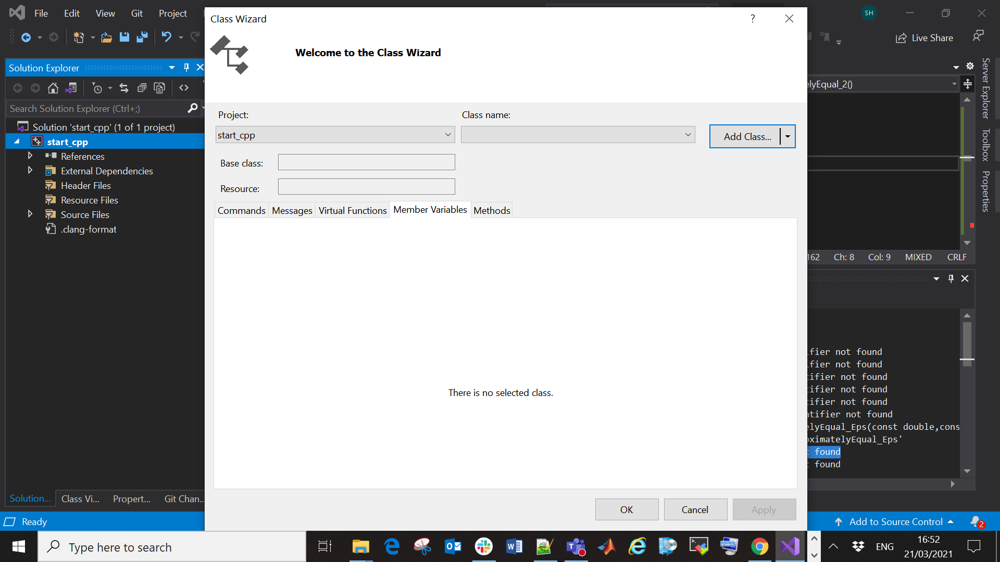 File Edit View Git Project
Class Wizard
?
SH
Welcome to the Class Wizard
Live Share
Solution Explorer
Search Solution Explorer (Ctrl+;)
Solution 'start_cpp' (1 of 1 project)
start_cpp
References
External Dependencies
Header Files
Resource Files
Source Files
.clang-format
Project:
Class name:
start_cpp
Add Class...
Base class:
Resource:
Commands Messages Virtual Functions Member Variables Methods
There is no selected class.
OK Cancel Apply
lyEqual_2()
Server Explorer
Toolbox
Properties
162 Ch: 8 Col: 9 MIXED CRLF
ifier not found
ifier not found
tifier not found
tifier not found
tifier not found
ntifier not found
elyEqual_Eps(const double,cons
oximatelyEqual_Eps'
t found
t found
Solution... Class Vi... Propert... Git Chan...
Ready
Add to Source Control
2
Type here to search
ENG
16:52
21/03/2021